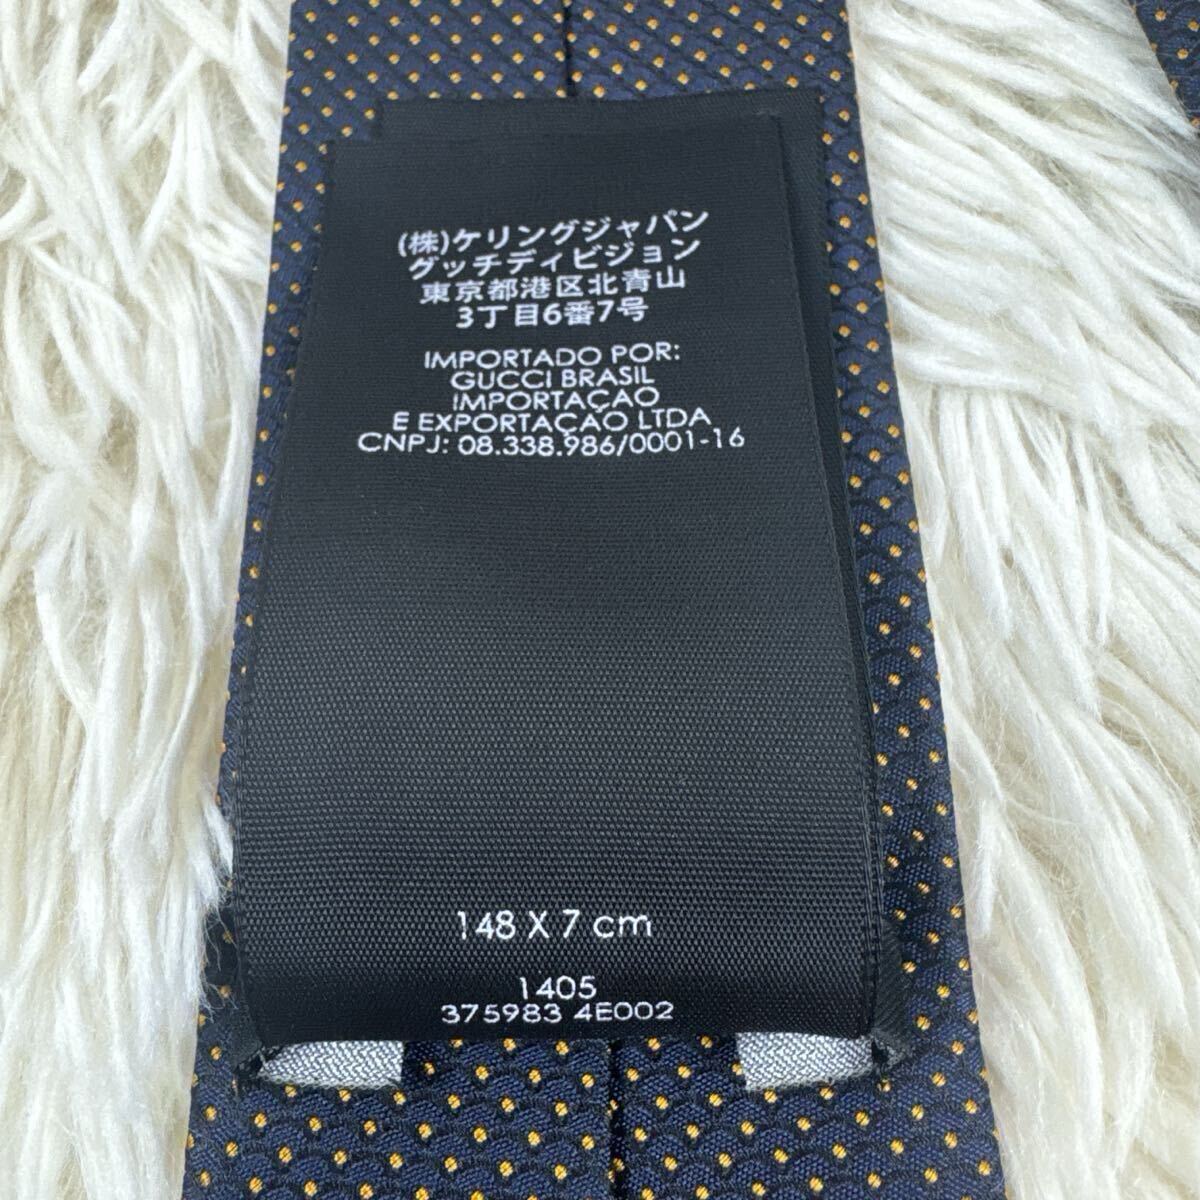 (株)ケリングジャパン
グッチディビジョン
東京都港区北青山
3丁目6番7号
IMPORTADO POR:
GUCCI BRASIL
IMPORTAÇAO
E EXPORTAÇAO LTDA
CNPJ: 08.338.986/0001-16
148 X 7 cm
1405
375983 4E002